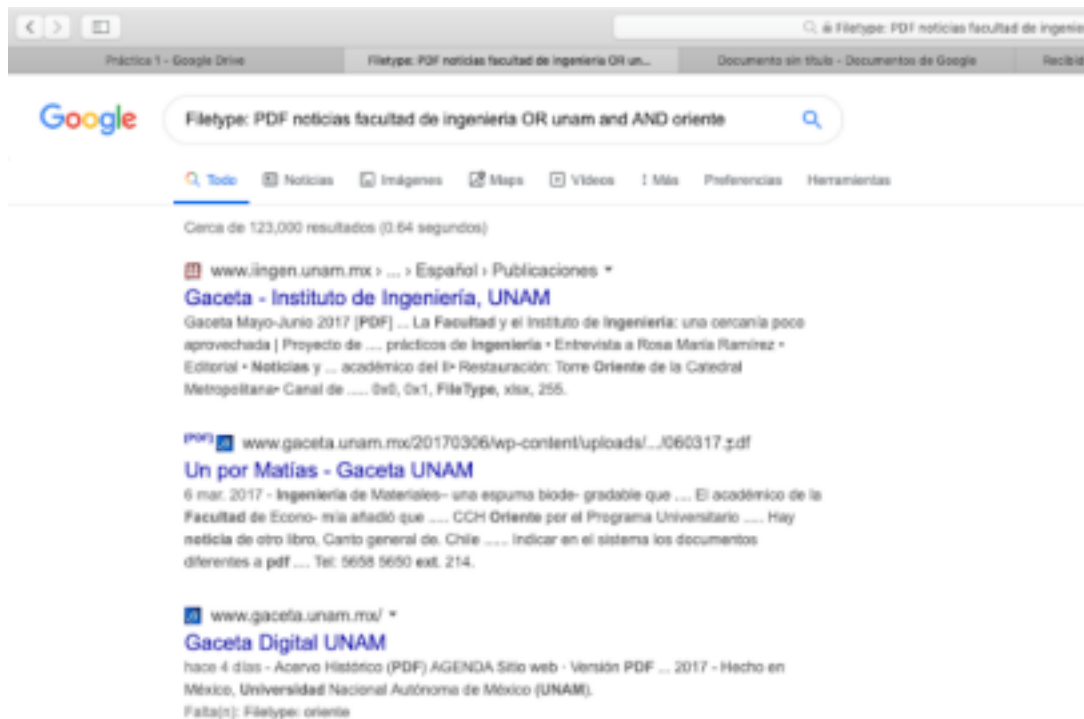 Filetype: PDF noticias facultad de ingenie
Práctica 1 - Google Drive
Filetype: PDF noticias facultad de ingenieria OR un...
Documento sin título - Documentos de Google
Recibid
Google
Filetype: PDF noticias facultad de ingenieria OR unam and AND oriente
Todo Noticias Imágenes Maps Vídeos Más Preferencias Herramientas
Cerca de 123,000 resultados (0.64 segundos)
www.iingen.unam.mx › ... › Español › Publicaciones
Gaceta - Instituto de Ingeniería, UNAM
Gaceta Mayo-Junio 2017 [PDF] ... La Facultad y el Instituto de Ingeniería: una cercanía poco
aprovechada | Proyecto de .... prácticos de ingeniería • Entrevista a Rosa María Ramírez •
Editorial • Noticias y ... académico del II• Restauración: Torre Oriente de la Catedral
Metropolitana• Canal de ...... 0x0, 0x1, FileType, xlsx, 255.
[PDF] www.gaceta.unam.mx/20170306/wp-content/uploads/.../060317.pdf
Un por Matías - Gaceta UNAM
6 mar. 2017 - Ingeniería de Materiales– una espuma biode- gradable que .... El académico de la
Facultad de Econo- mía añadió que ..... CCH Oriente por el Programa Universitario ..... Hay
noticia de otro libro, Canto general de. Chile ...... Indicar en el sistema los documentos
diferentes a pdf .... Tel: 5658 5650 ext. 214.
www.gaceta.unam.mx/
Gaceta Digital UNAM
hace 4 días - Acervo Histórico (PDF) AGENDA Sitio web · Versión PDF ... 2017 - Hecho en
México, Universidad Nacional Autónoma de México (UNAM).
Falta(n): Filetype: oriente